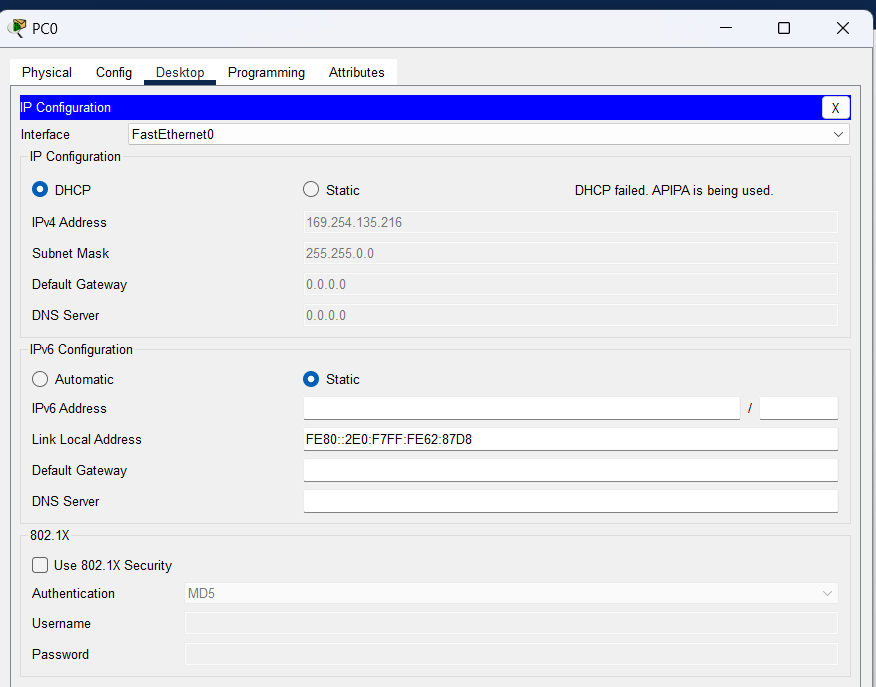 PC0
Physical Config Desktop Programming Attributes
IP Configuration X
Interface FastEthernet0
IP Configuration
DHCP Static DHCP failed. APIPA is being used.
IPv4 Address 169.254.135.216
Subnet Mask 255.255.0.0
Default Gateway 0.0.0.0
DNS Server 0.0.0.0
IPv6 Configuration
Automatic Static
IPv6 Address /
Link Local Address FE80::2E0:F7FF:FE62:87D8
Default Gateway
DNS Server
802.1X
Use 802.1X Security
Authentication MD5
Username
Password